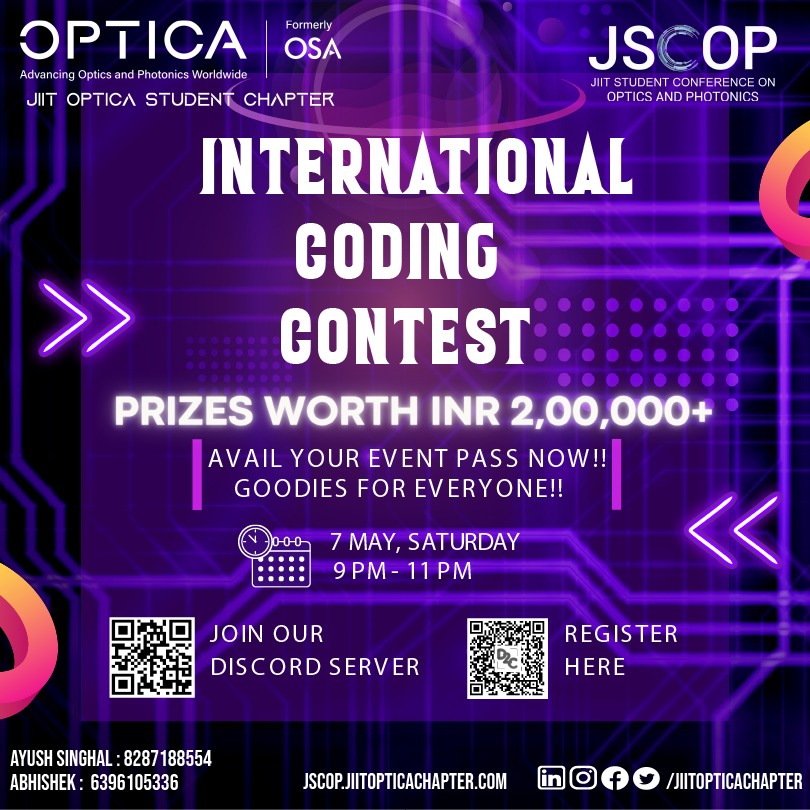 OPTICA
Formerly
OSA
Advancing Optics and Photonics Worldwide
JIIT OPTICA STUDENT CHAPTER
JSCOP
JIIT STUDENT CONFERENCE ON
OPTICS AND PHOTONICS
INTERNATIONAL
CODING
CONTEST
PRIZES WORTH INR 2,00,000+
AVAIL YOUR EVENT PASS NOW!!
GOODIES FOR EVERYONE!!
7 MAY, SATURDAY
9 PM - 11 PM
JOIN OUR
DISCORD SERVER
D2C
REGISTER
HERE
AYUSH SINGHAL : 8287188554
ABHISHEK : 6396105336
JSCOP.JIITOPTICACHAPTER.COM
/JIITOPTICACHAPTER